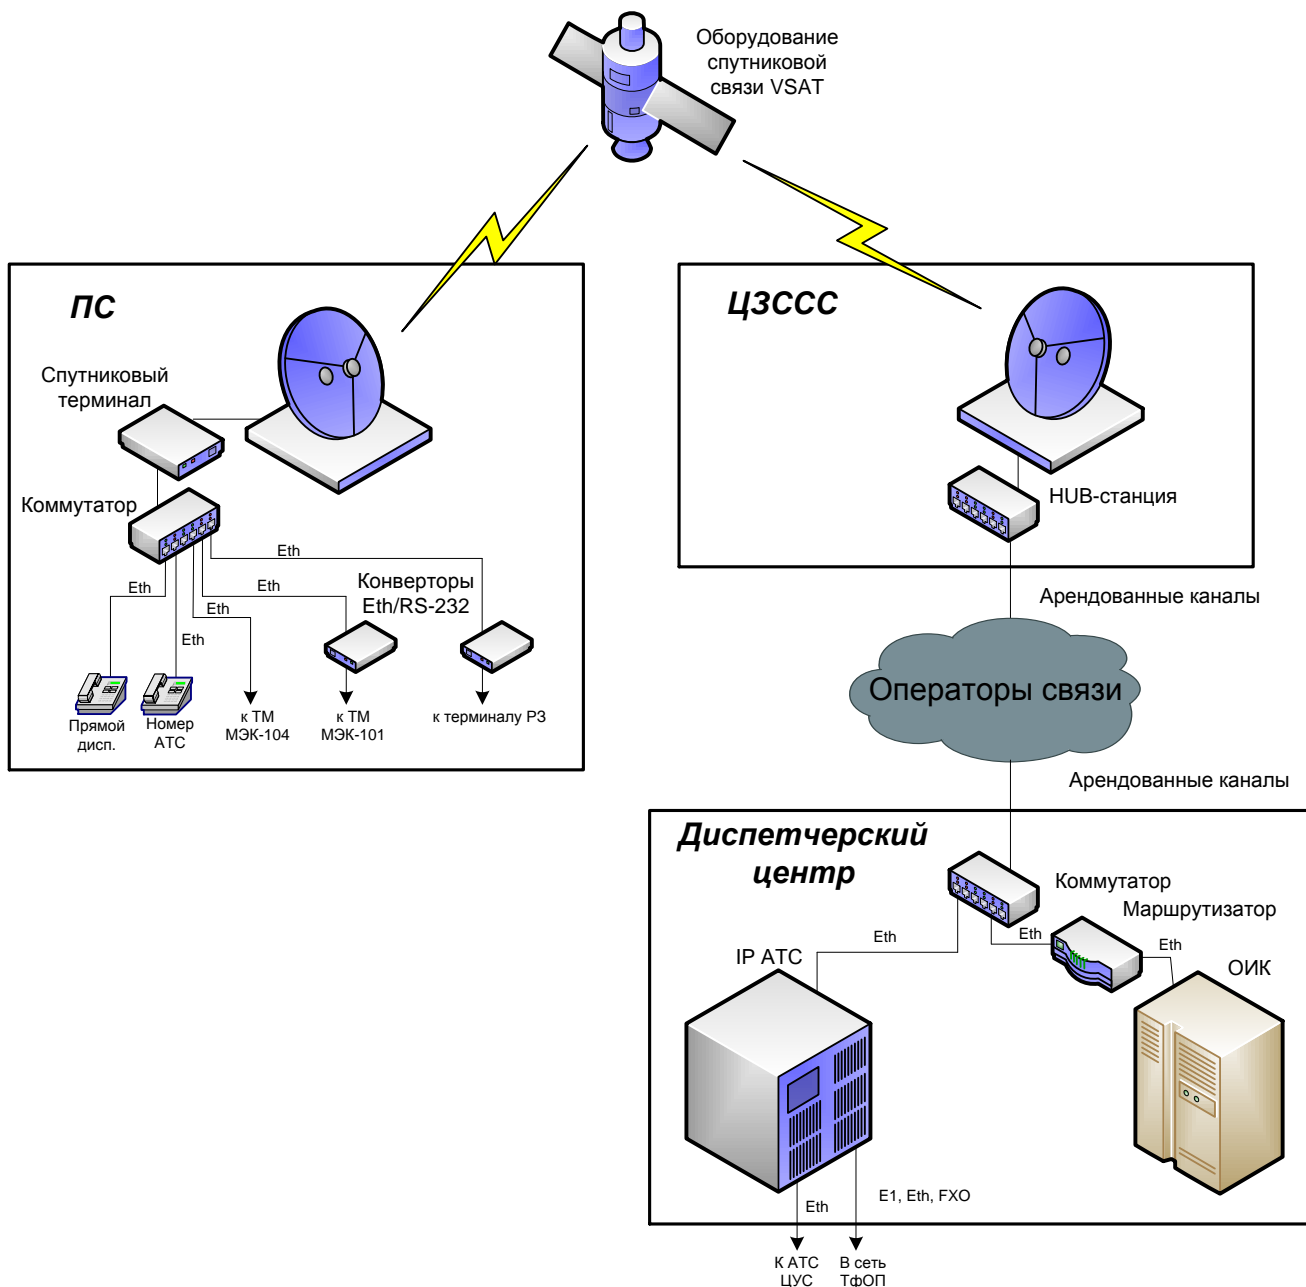 Оборудование
спутниковой
связи VSAT
ПС
ЦЗССС
Спутниковый
терминал
Коммутатор
HUB-станция
Eth
Eth
Eth
Конверторы
Eth/RS-232
Eth
Eth
Арендованные каналы
Операторы связи
Прямой
дисп.
Номер
АТС
к ТМ
МЭК-104
к ТМ
МЭК-101
к терминалу РЗ
Арендованные каналы
Диспетчерский
центр
Коммутатор
Маршрутизатор
Eth
Eth
Eth
IP АТС
ОИК
E1, Eth, FXO
Eth
К АТС
ЦУС
В сеть
ТфОП